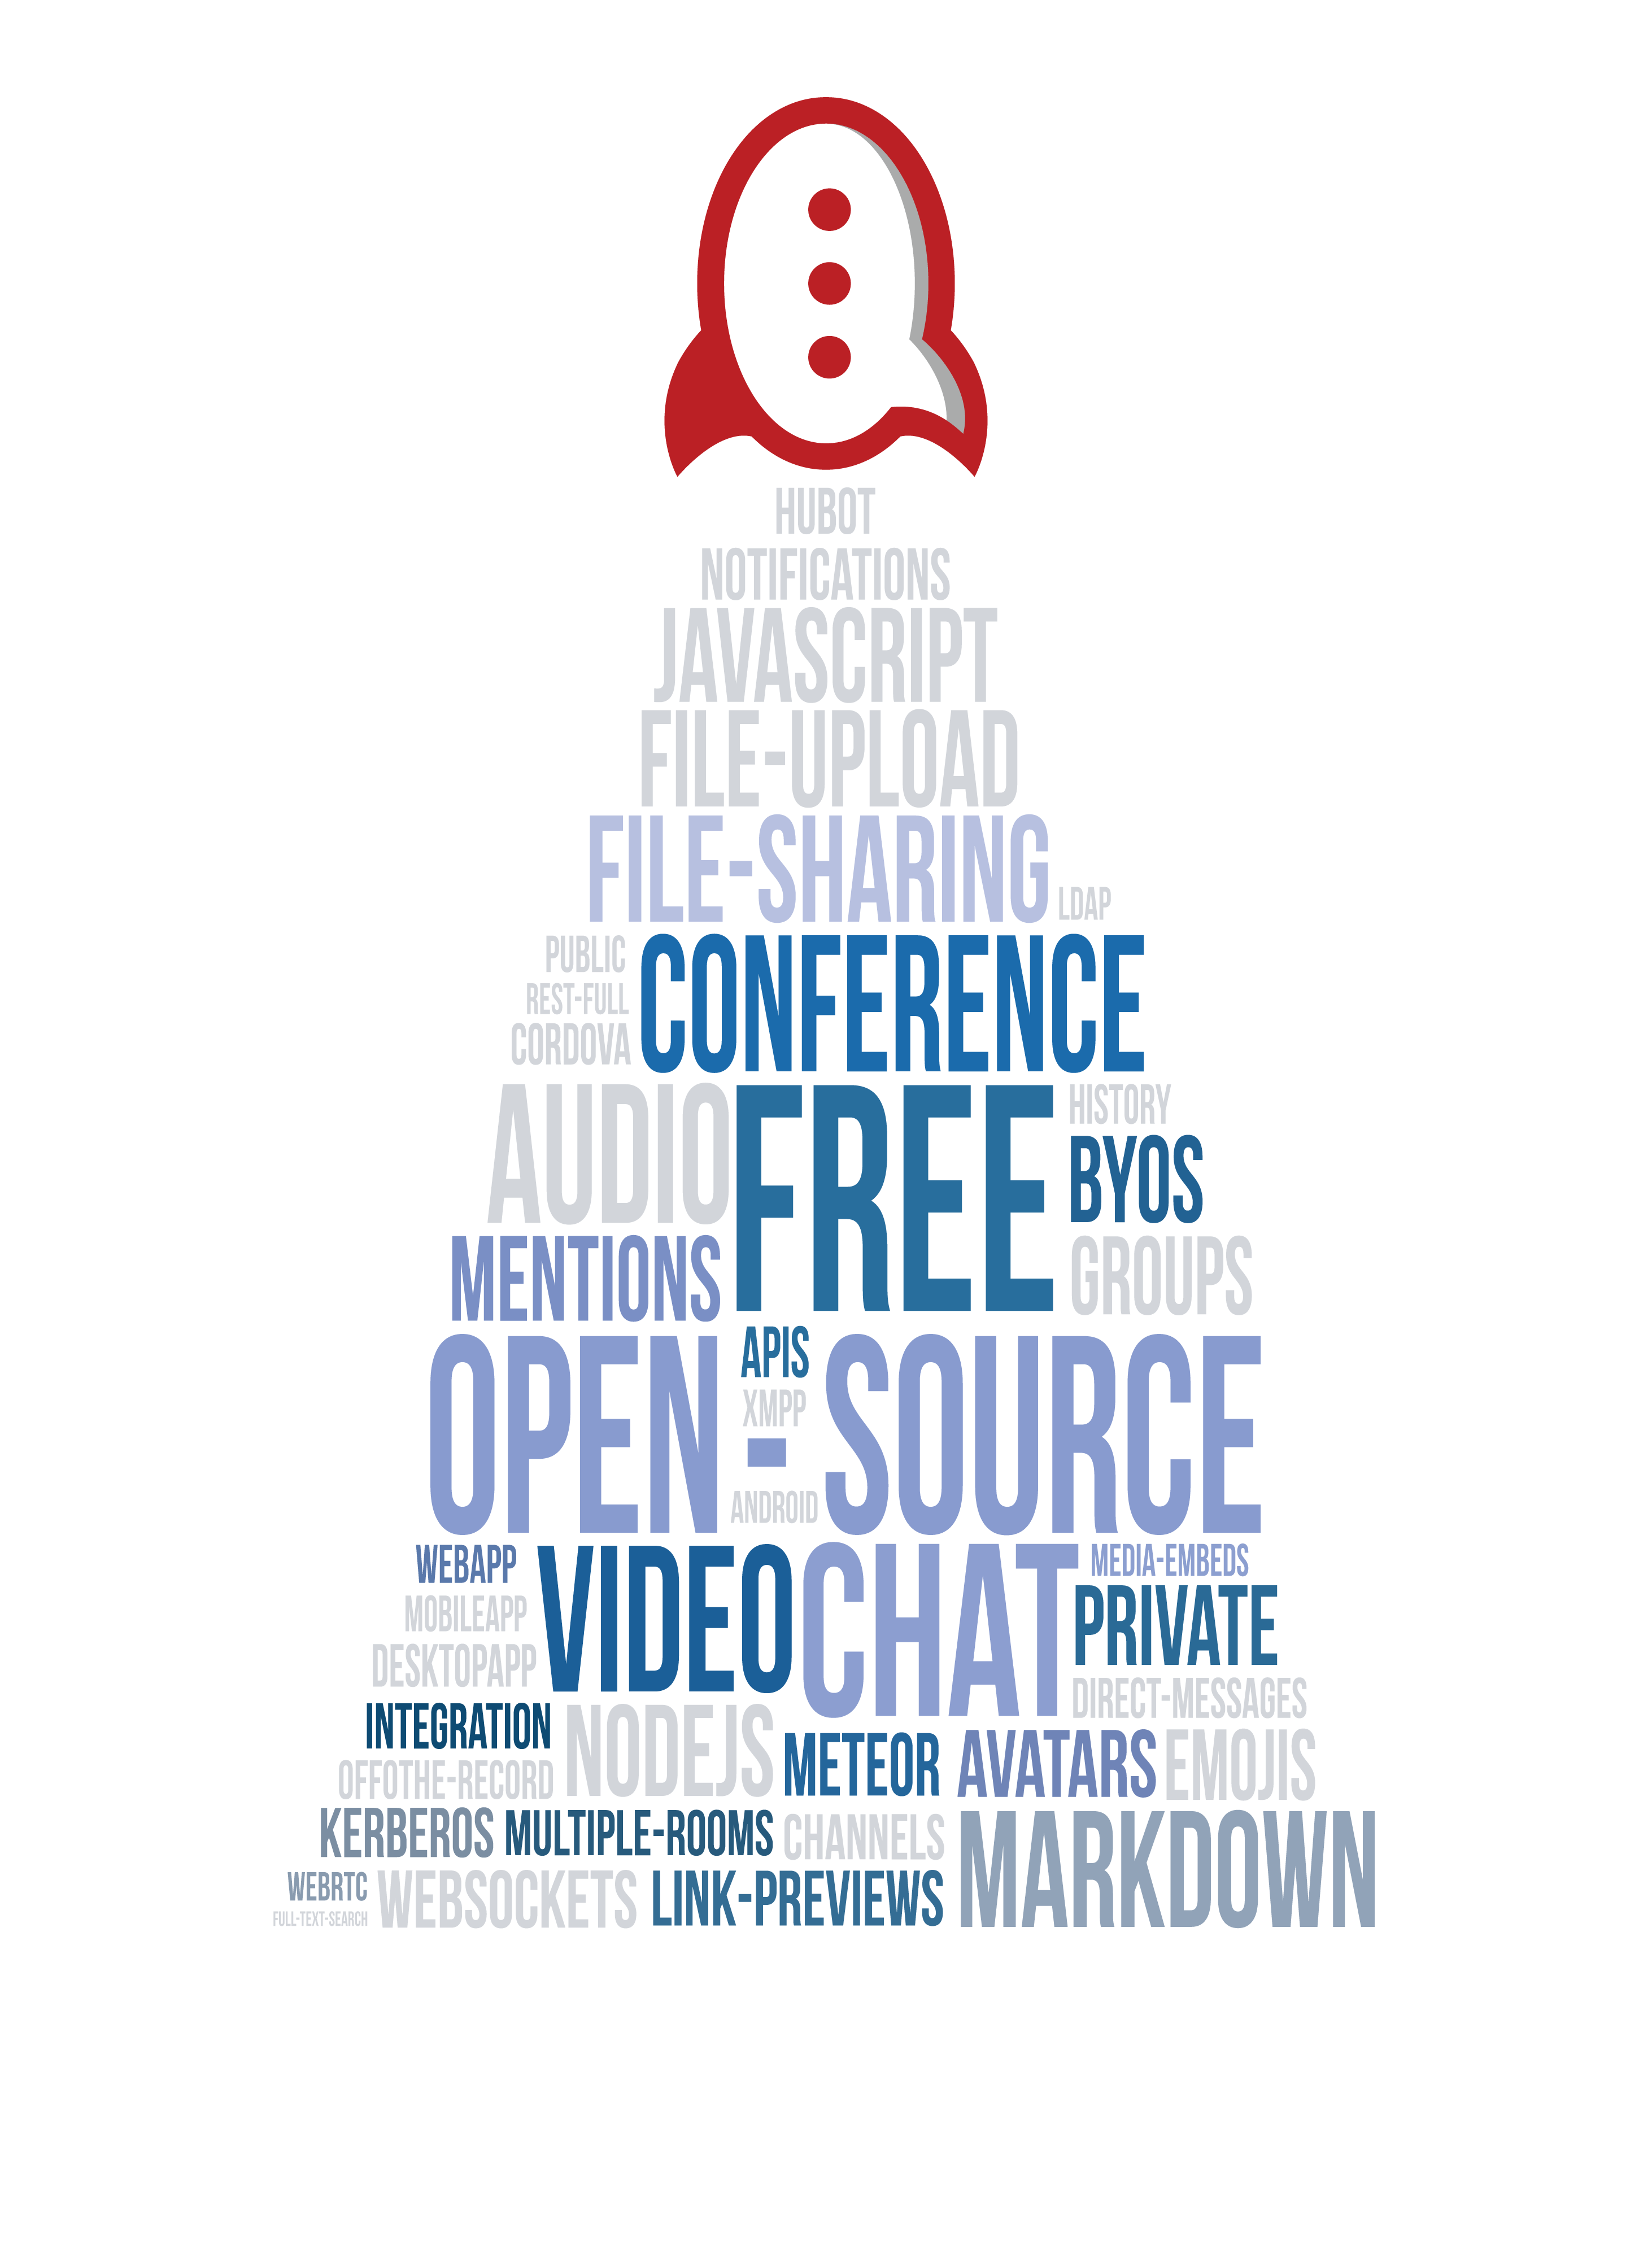 HUBOT
NOTIFICATIONS
JAVASCRIPT
FILE-UPLOAD
FILE-SHARING LDAP
PUBLIC
REST-FULL
CORDOVA
CONFERENCE
AUDIO
FREE
HISTORY
BYOS
MENTIONS
GROUPS
OPEN - SOURCE
APIS
XMPP
ANDROID
WEBAPP
MOBILEAPP
DESKTOPAPP
VIDEO
CHAT
MEDIA-EMBEDS
PRIVATE
DIRECT-MESSAGES
INTEGRATION
OFFOTHE-RECORD
NODEJS
METEOR
AVATARS
EMOJIS
KERBEROS
MULTIPLE-ROOMS
CHANNELS
MARKDOWN
WEBRTC
FULL-TEXT-SEARCH
WEBSOCKETS
LINK-PREVIEWS